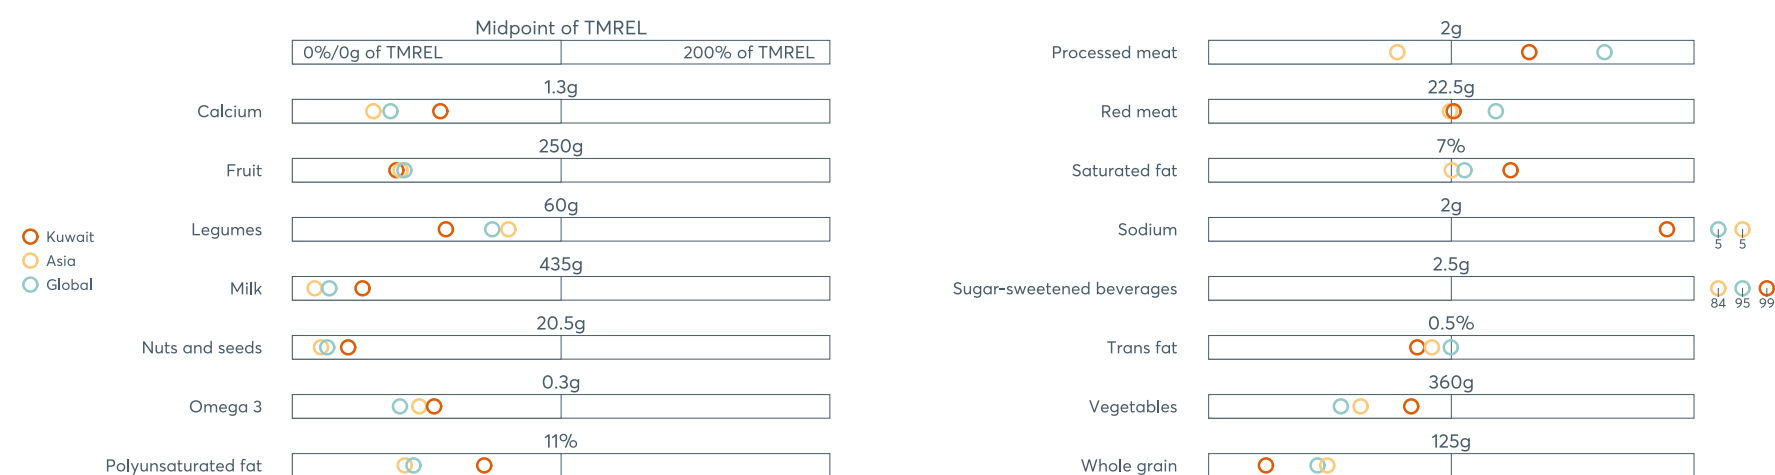 Midpoint of TMREL
0%/0g of TMREL 200% of TMREL
Calcium 1.3g
Fruit 250g
Legumes 60g
Milk 435g
Nuts and seeds 20.5g
Omega 3 0.3g
Polyunsaturated fat 11%
Kuwait
Asia
Global
Processed meat 2g
Red meat 22.5g
Saturated fat 7%
Sodium 2g
5 5
Sugar-sweetened beverages 2.5g
84 95 99
Trans fat 0.5%
Vegetables 360g
Whole grain 125g